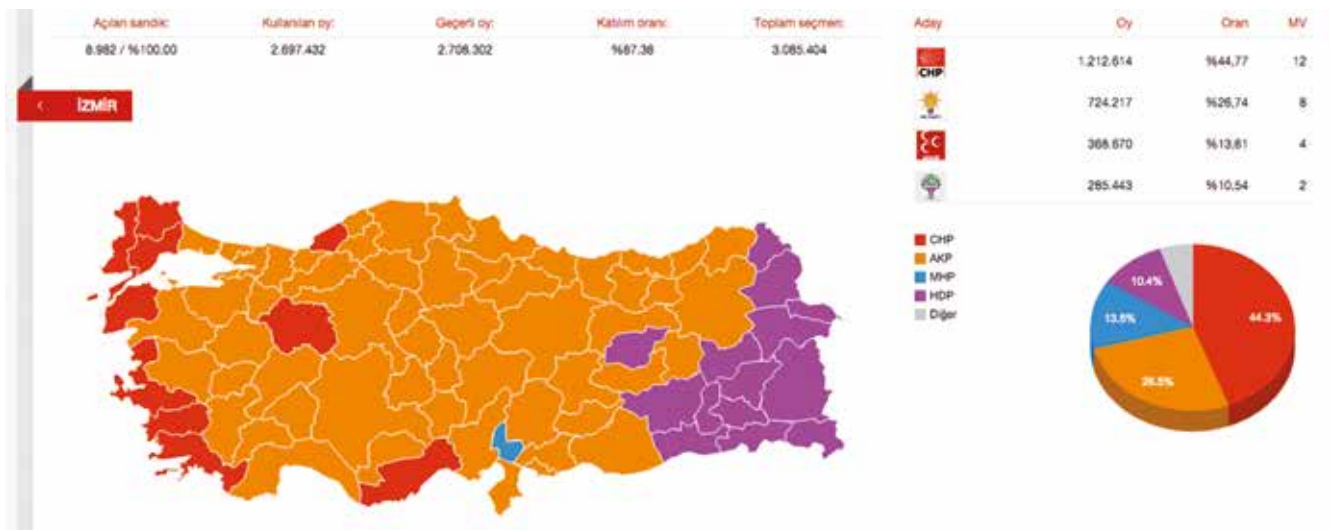 Açılan sandık: Kullanılan oy: Geçerli oy: Katılım oranı: Toplam seçmen: Aday Oy Oran MV
8.982 / %100.00 2.697.432 2.708.302 %87.38 3.085.404
CHP 1.212.614 %44,77 12
724.217 %26,74 8
368.670 %13,61 4
285.443 %10,54 2
İZMİR
CHP
AKP
MHP
HDP
Diğer
10.4%
13.5%
44.3%
26.5%